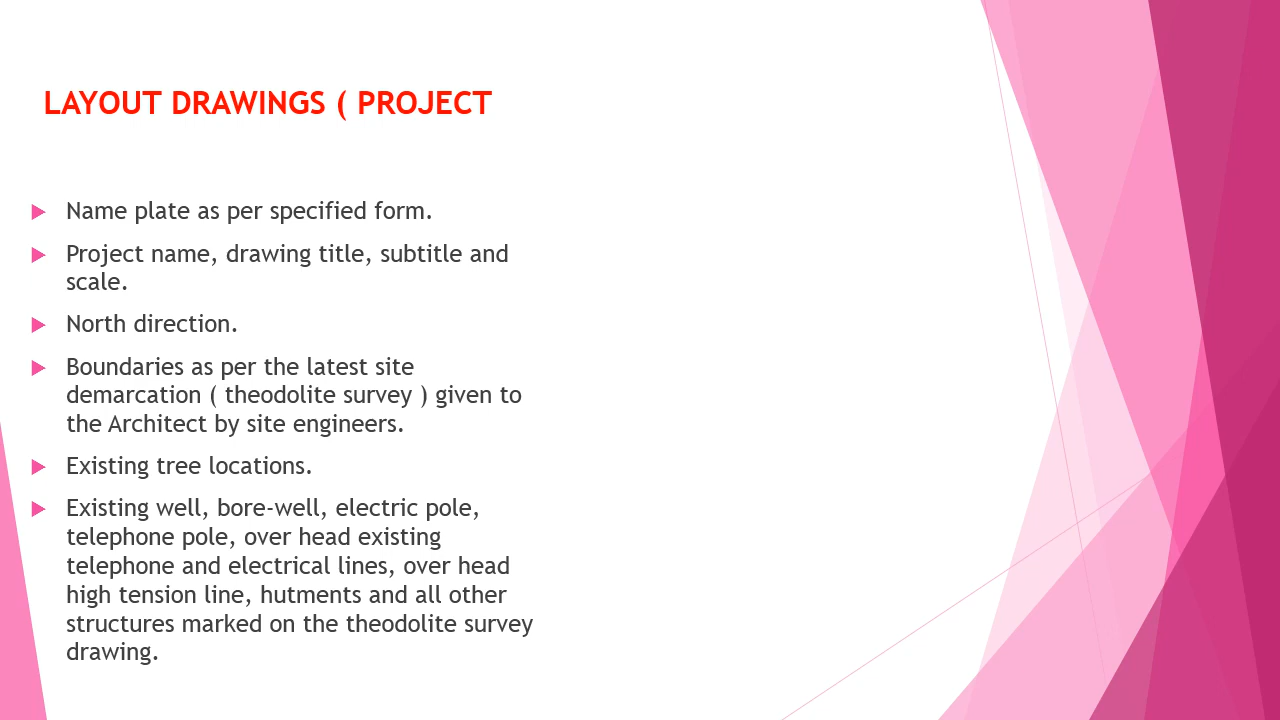 LAYOUT DRAWINGS ( PROJECT
Name plate as per specified form.
Project name, drawing title, subtitle and
scale.
North direction.
Boundaries as per the latest site
demarcation ( theodolite survey ) given to
the Architect by site engineers.
Existing tree locations.
Existing well, bore-well, electric pole,
telephone pole, over head existing
telephone and electrical lines, over head
high tension line, hutments and all other
structures marked on the theodolite survey
drawing.